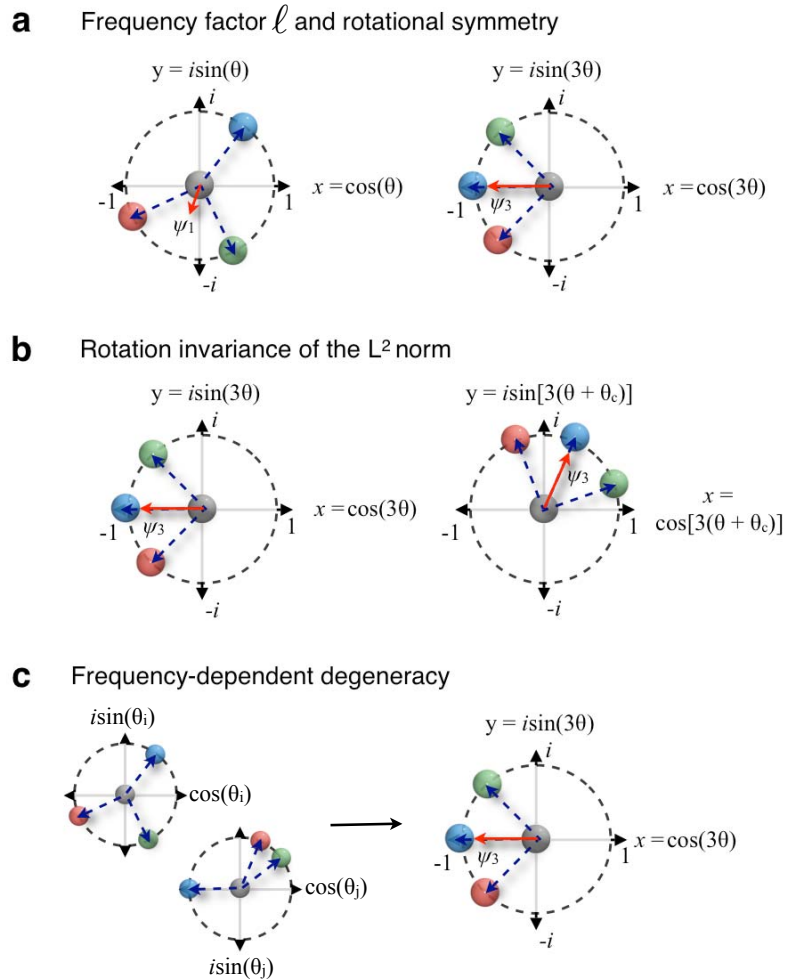 a Frequency factor ℓ and rotational symmetry
y = isin(θ)
i
-1
1
x = cos(θ)
ψ₁
-i
y = isin(3θ)
i
-1
1
x = cos(3θ)
ψ₃
-i
b Rotation invariance of the L² norm
y = isin(3θ)
i
-1
1
x = cos(3θ)
ψ₃
-i
y = isin[3(θ + θc)]
i
ψ₃
-1
1
x =
cos[3(θ + θc)]
-i
c Frequency-dependent degeneracy
isin(θi)
cos(θi)
cos(θj)
isin(θj)
y = isin(3θ)
i
-1
1
x = cos(3θ)
ψ₃
-i